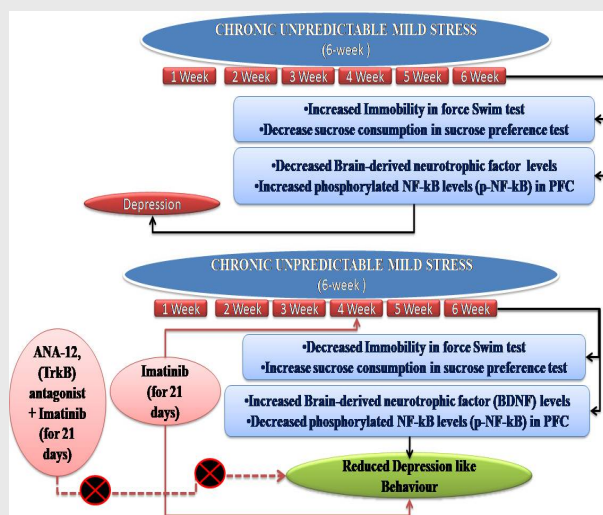 CHRONIC UNPREDICTABLE MILD STRESS
(6-week )
1 Week 2 Week 3 Week 4 Week 5 Week 6 Week
•Increased Immobility in force Swim test
•Decrease sucrose consumption in sucrose preference test
•Decreased Brain-derived neurotrophic factor levels
•Increased phosphorylated NF-kB levels (p-NF-kB) in PFC
Depression
CHRONIC UNPREDICTABLE MILD STRESS
(6-week )
1 Week 2 Week 3 Week 4 Week 5 Week 6 Week
•Decreased Immobility in force Swim test
•Increase sucrose consumption in sucrose preference test
ANA-12,
(TrkB)
antagonist
+ Imatinib
(for 21
days)
Imatinib
(for 21
days)
•Increased Brain-derived neurotrophic factor (BDNF) levels
•Decreased phosphorylated NF-kB levels (p-NF-kB) in PFC
Reduced Depression like
Behaviour